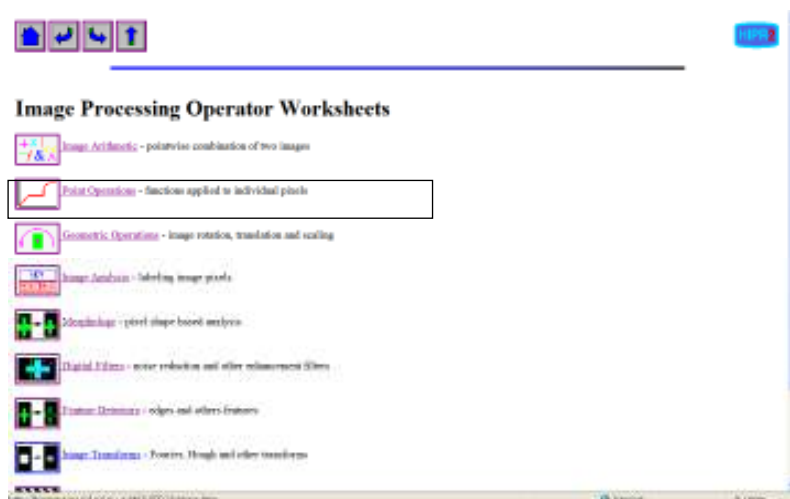 HIPR2
Image Processing Operator Worksheets
Image Arithmetic - pointwise combination of two images
Point Operations - functions applied to individual pixels
Geometric Operations - image rotation, translation and scaling
Image Analysis - labeling image pixels
Morphology - pixel shape based analysis
Digital Filters - noise reduction and other enhancement filters
Feature Detectors - edges and others features
Image Transforms - Fourier, Hough and other transforms